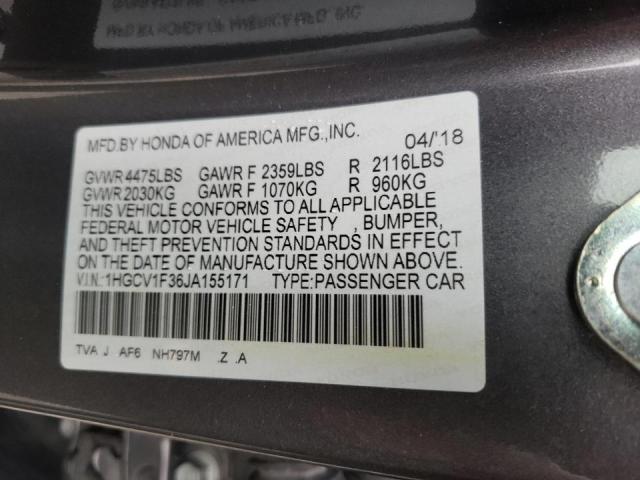 MFD.BY HONDA OF AMERICA MFG.,INC. 04/'18
GVWR 4475LBS GAWR F 2359LBS R 2116LBS
GVWR 2030KG GAWR F 1070KG R 960KG
THIS VEHICLE CONFORMS TO ALL APPLICABLE
FEDERAL MOTOR VEHICLE SAFETY , BUMPER,
AND THEFT PREVENTION STANDARDS IN EFFECT
ON THE DATE OF MANUFACTURE SHOWN ABOVE.
V.I.N.:1HGCV1F36JA155171 TYPE:PASSENGER CAR
TVA J AF6 NH797M .Z .A